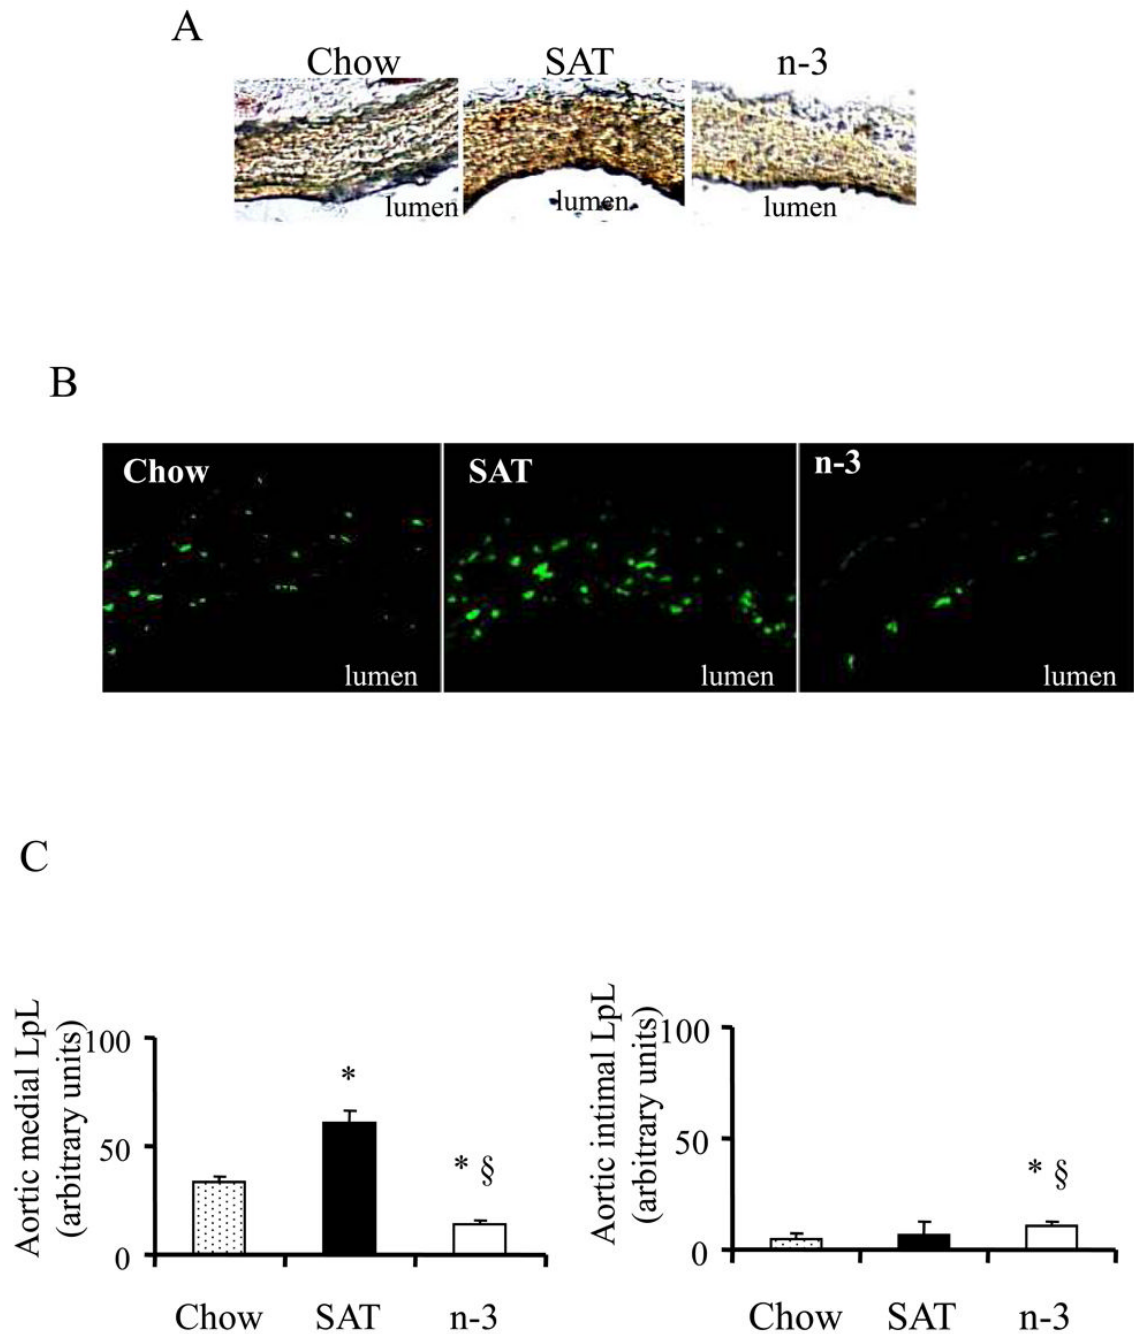 A
Chow SAT n-3
lumen lumen lumen
B
Chow SAT n-3
lumen lumen lumen
C
Aortic medial LpL
(arbitrary units)
100
50
0
*
* §
Chow SAT n-3
Aortic intimal LpL
(arbitrary units)
100
50
0
* §
Chow SAT n-3